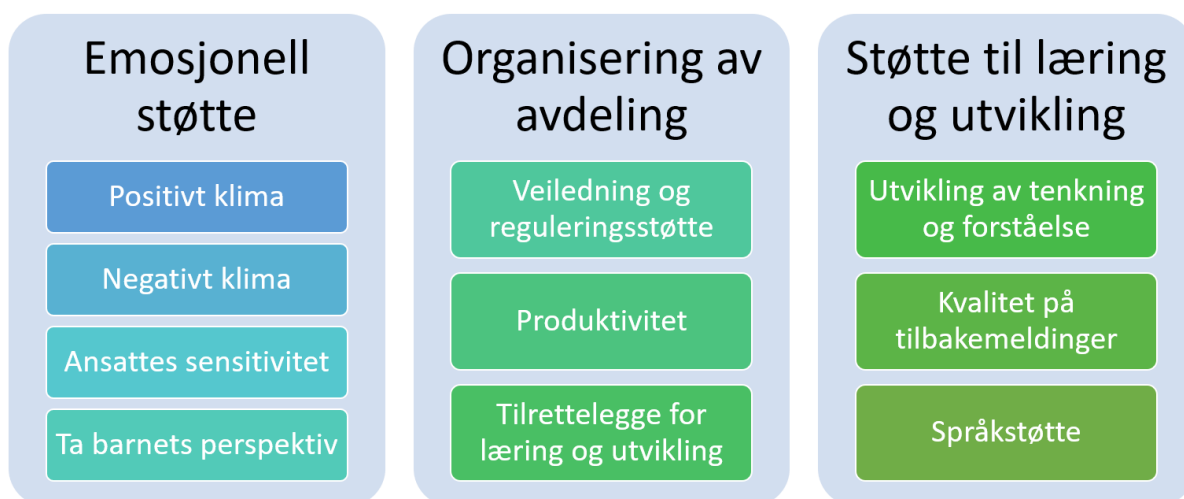 Emosjonell
støtte
Positivt klima
Negativt klima
Ansattes sensitivitet
Ta barnets perspektiv
Organisering av
avdeling
Veiledning og
reguleringsstøtte
Produktivitet
Tilrettelegge for
læring og utvikling
Støtte til læring
og utvikling
Utvikling av tenkning
og forståelse
Kvalitet på
tilbakemeldinger
Språkstøtte